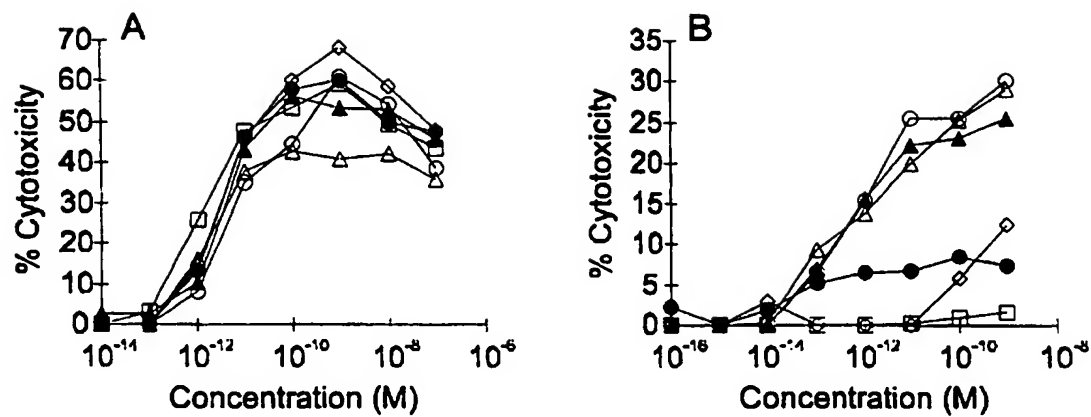 A
% Cytotoxicity
70
60
50
40
30
20
10
0
10-14 10-12 10-10 10-8 10-6
Concentration (M)
B
% Cytotoxicity
35
30
25
20
15
10
5
0
10-16 10-14 10-12 10-10 10-8
Concentration (M)